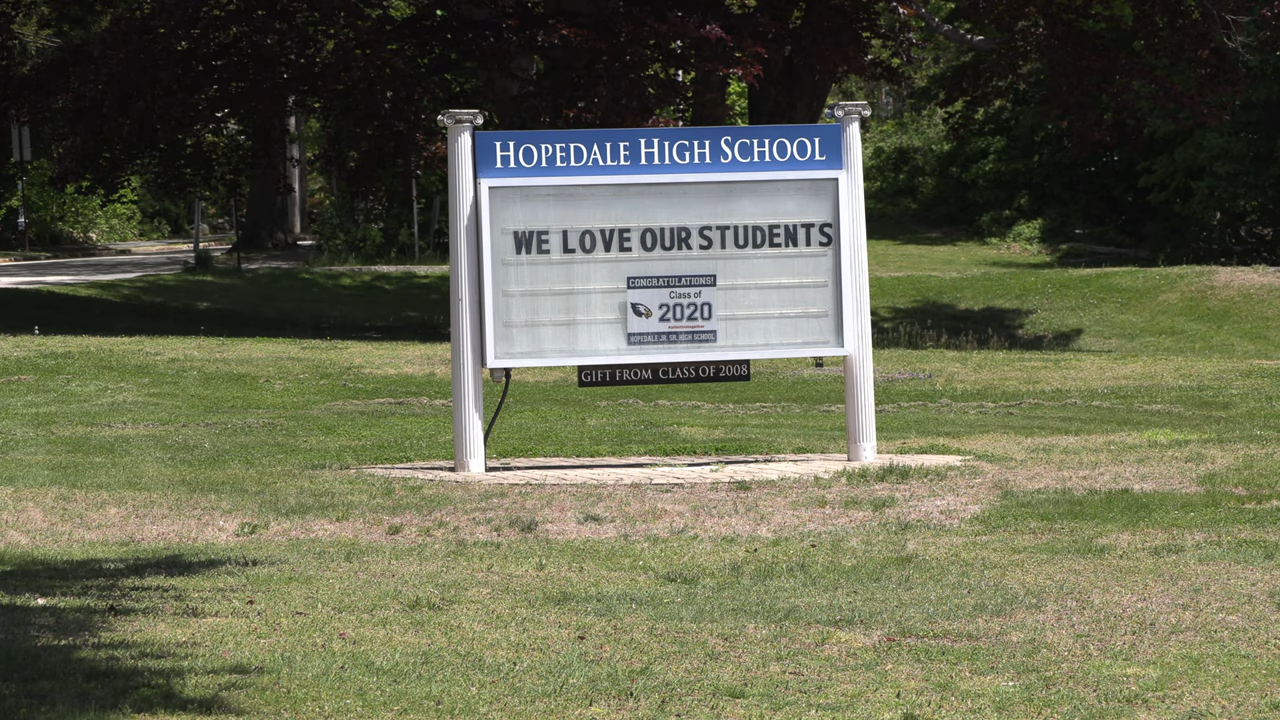 HOPEDALE HIGH SCHOOL
WE LOVE OUR STUDENTS
CONGRATULATIONS!
Class of
2020
HOPEDALE JR. SR. HIGH SCHOOL
GIFT FROM CLASS OF 2008